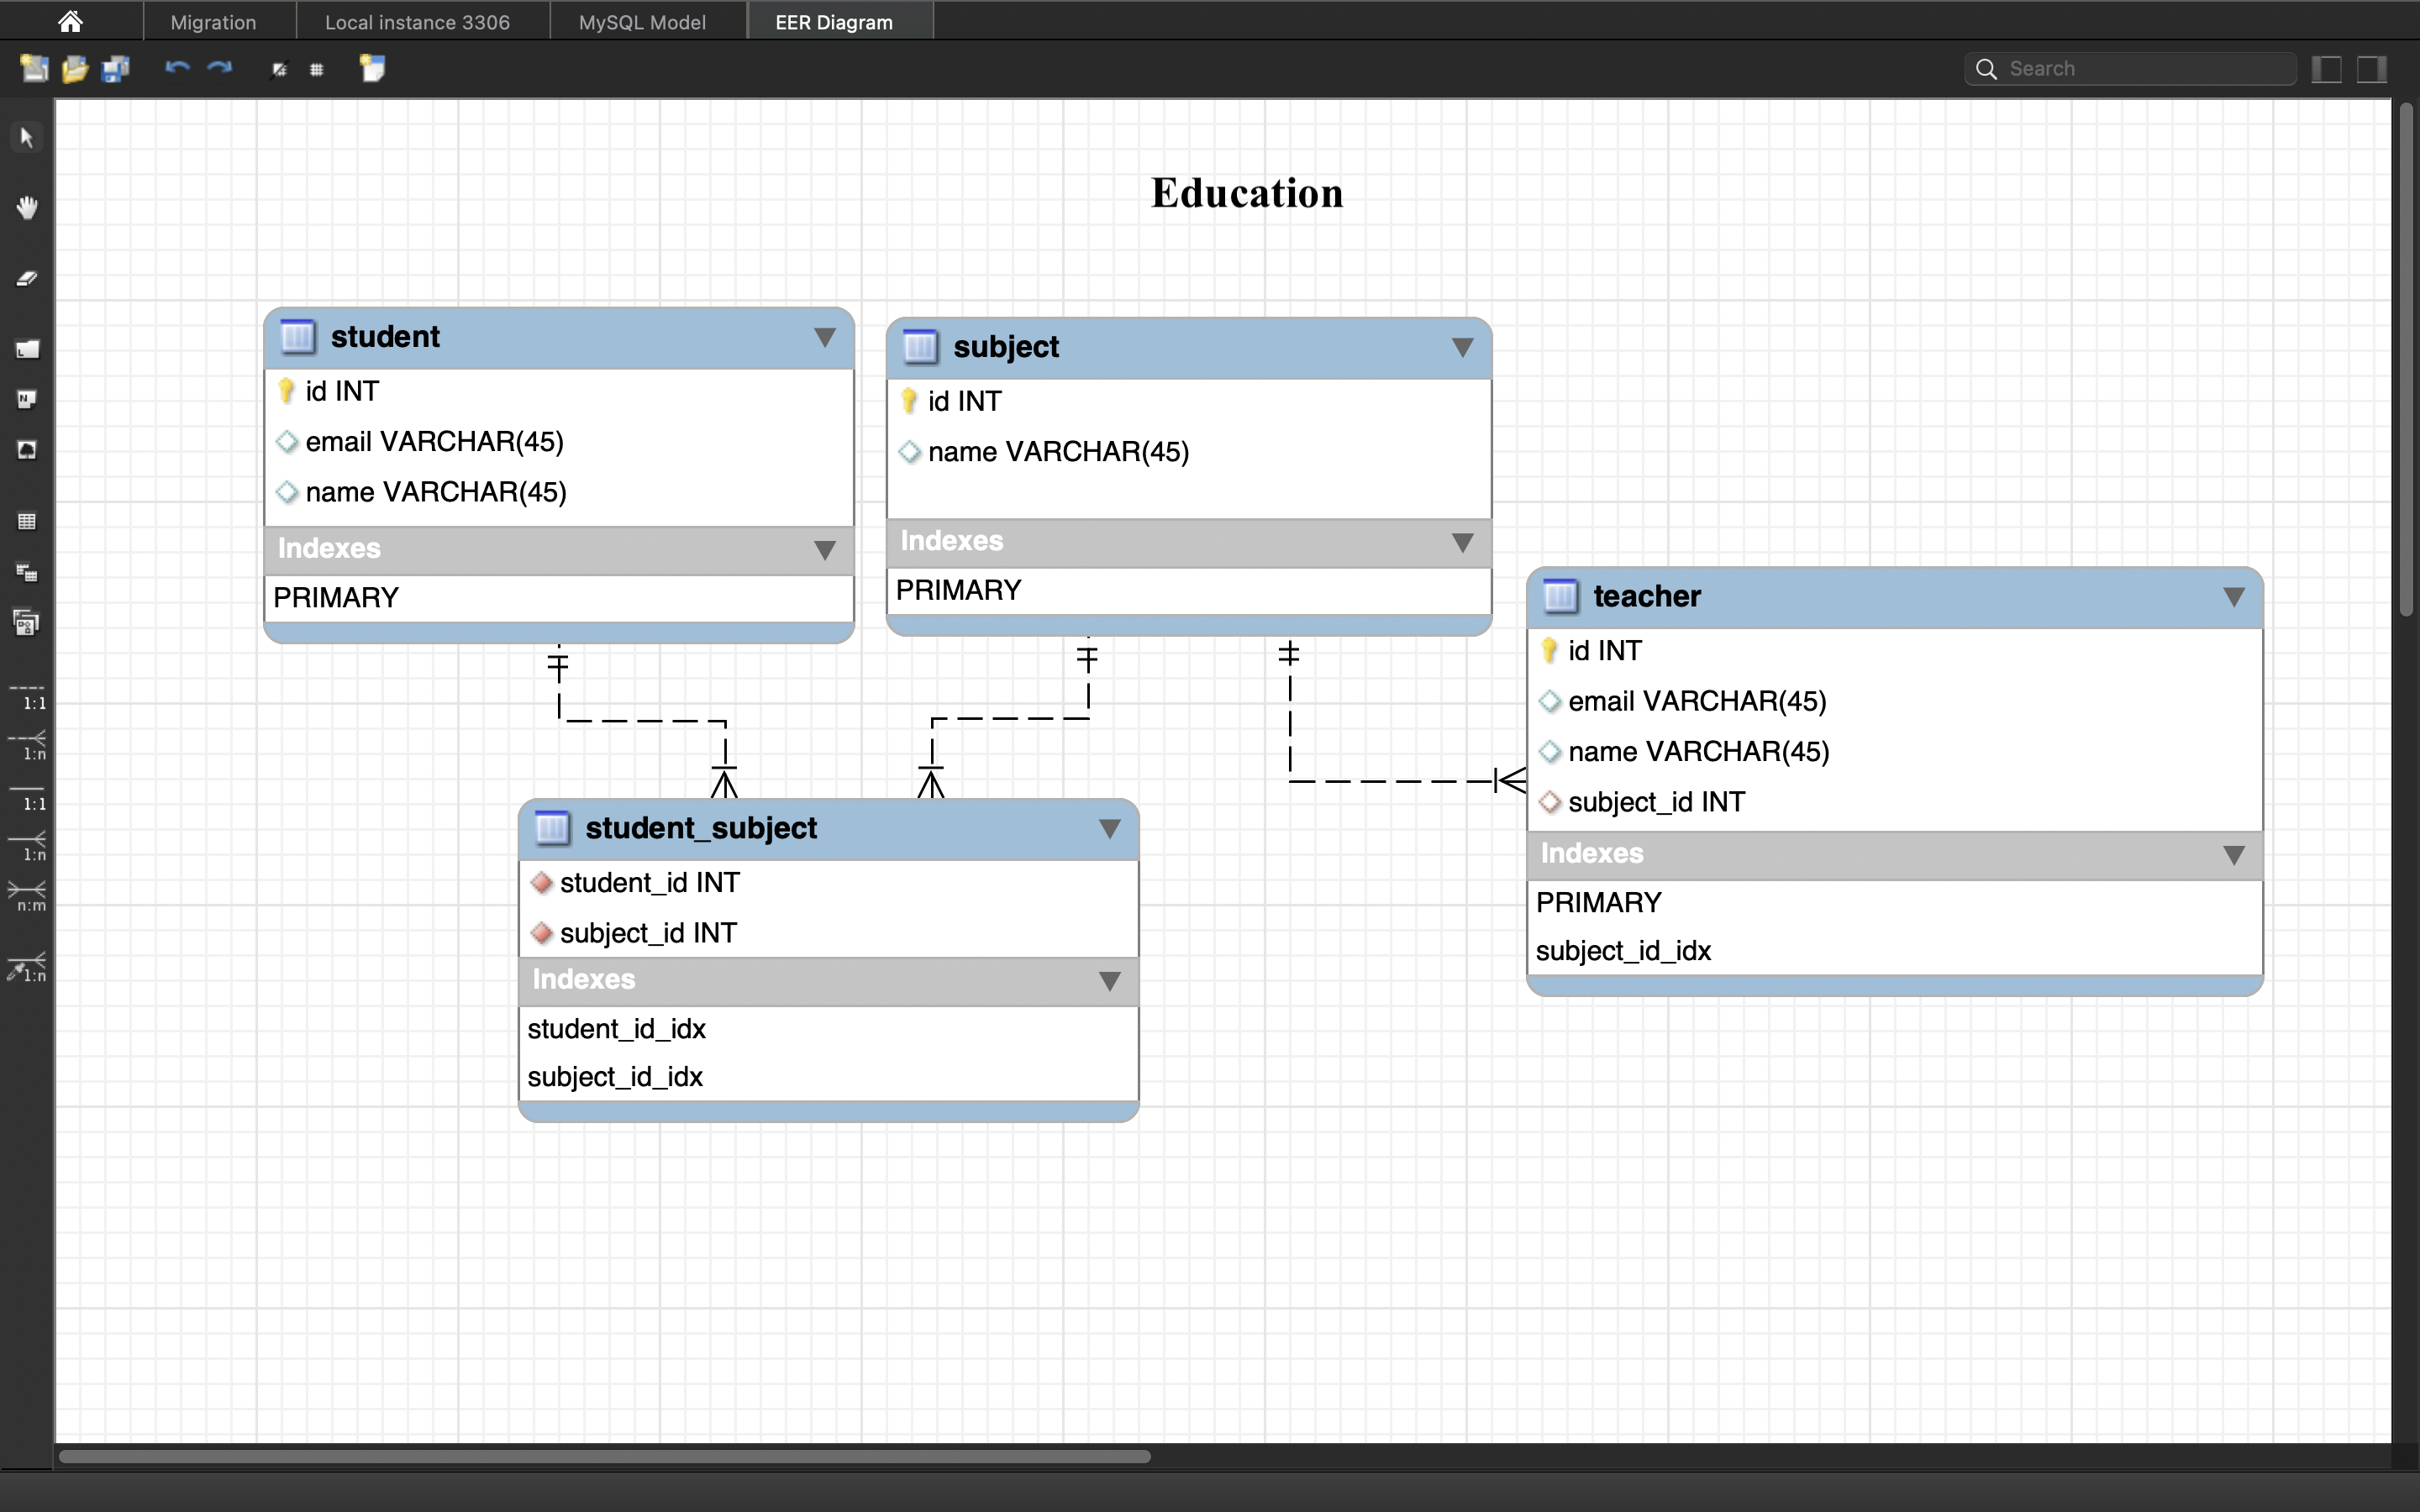 Migration
Local instance 3306
MySQL Model
EER Diagram
Search
Education
student
id INT
email VARCHAR(45)
name VARCHAR(45)
Indexes
PRIMARY
subject
id INT
name VARCHAR(45)
Indexes
PRIMARY
teacher
id INT
email VARCHAR(45)
name VARCHAR(45)
subject_id INT
Indexes
PRIMARY
subject_id_idx
student_subject
student_id INT
subject_id INT
Indexes
student_id_idx
subject_id_idx
1:1
1:n
1:1
1:n
n:m
1:n